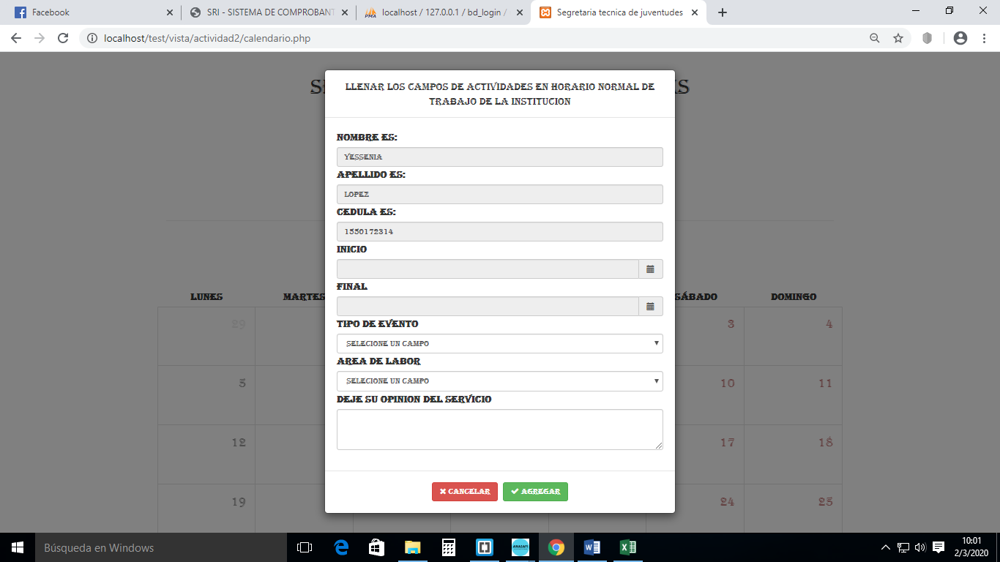 Facebook
SRI - SISTEMA DE COMPROBANT
localhost / 127.0.0.1 / bd_login /
Segretaria tecnica de juventudes
localhost/test/vista/actividad2/calendario.php
LLENAR LOS CAMPOS DE ACTIVIDADES EN HORARIO NORMAL DE
TRABAJO DE LA INSTITUCION
NOMBRE ES:
YESSENIA
APELLIDO ES:
LOPEZ
CEDULA ES:
1550172314
INICIO
FINAL
TIPO DE EVENTO
SELECIONE UN CAMPO
AREA DE LABOR
SELECIONE UN CAMPO
DEJE SU OPINION DEL SERVICIO
CANCELAR AGREGAR
LUNES MARTES SÁBADO DOMINGO
29 3 4
5 10 11
12 17 18
19 24 25
Búsqueda en Windows
ANASATI
10:01
2/3/2020